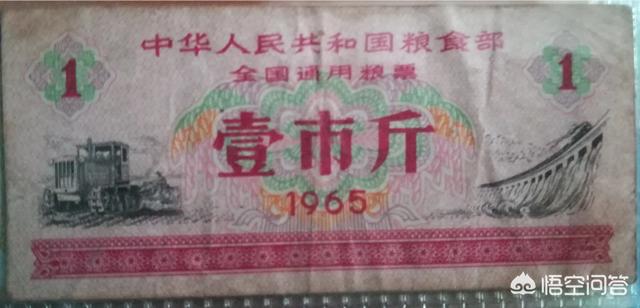 中华人民共和国粮食部
全国通用粮票
1
1
壹市斤
1965
悟空问答